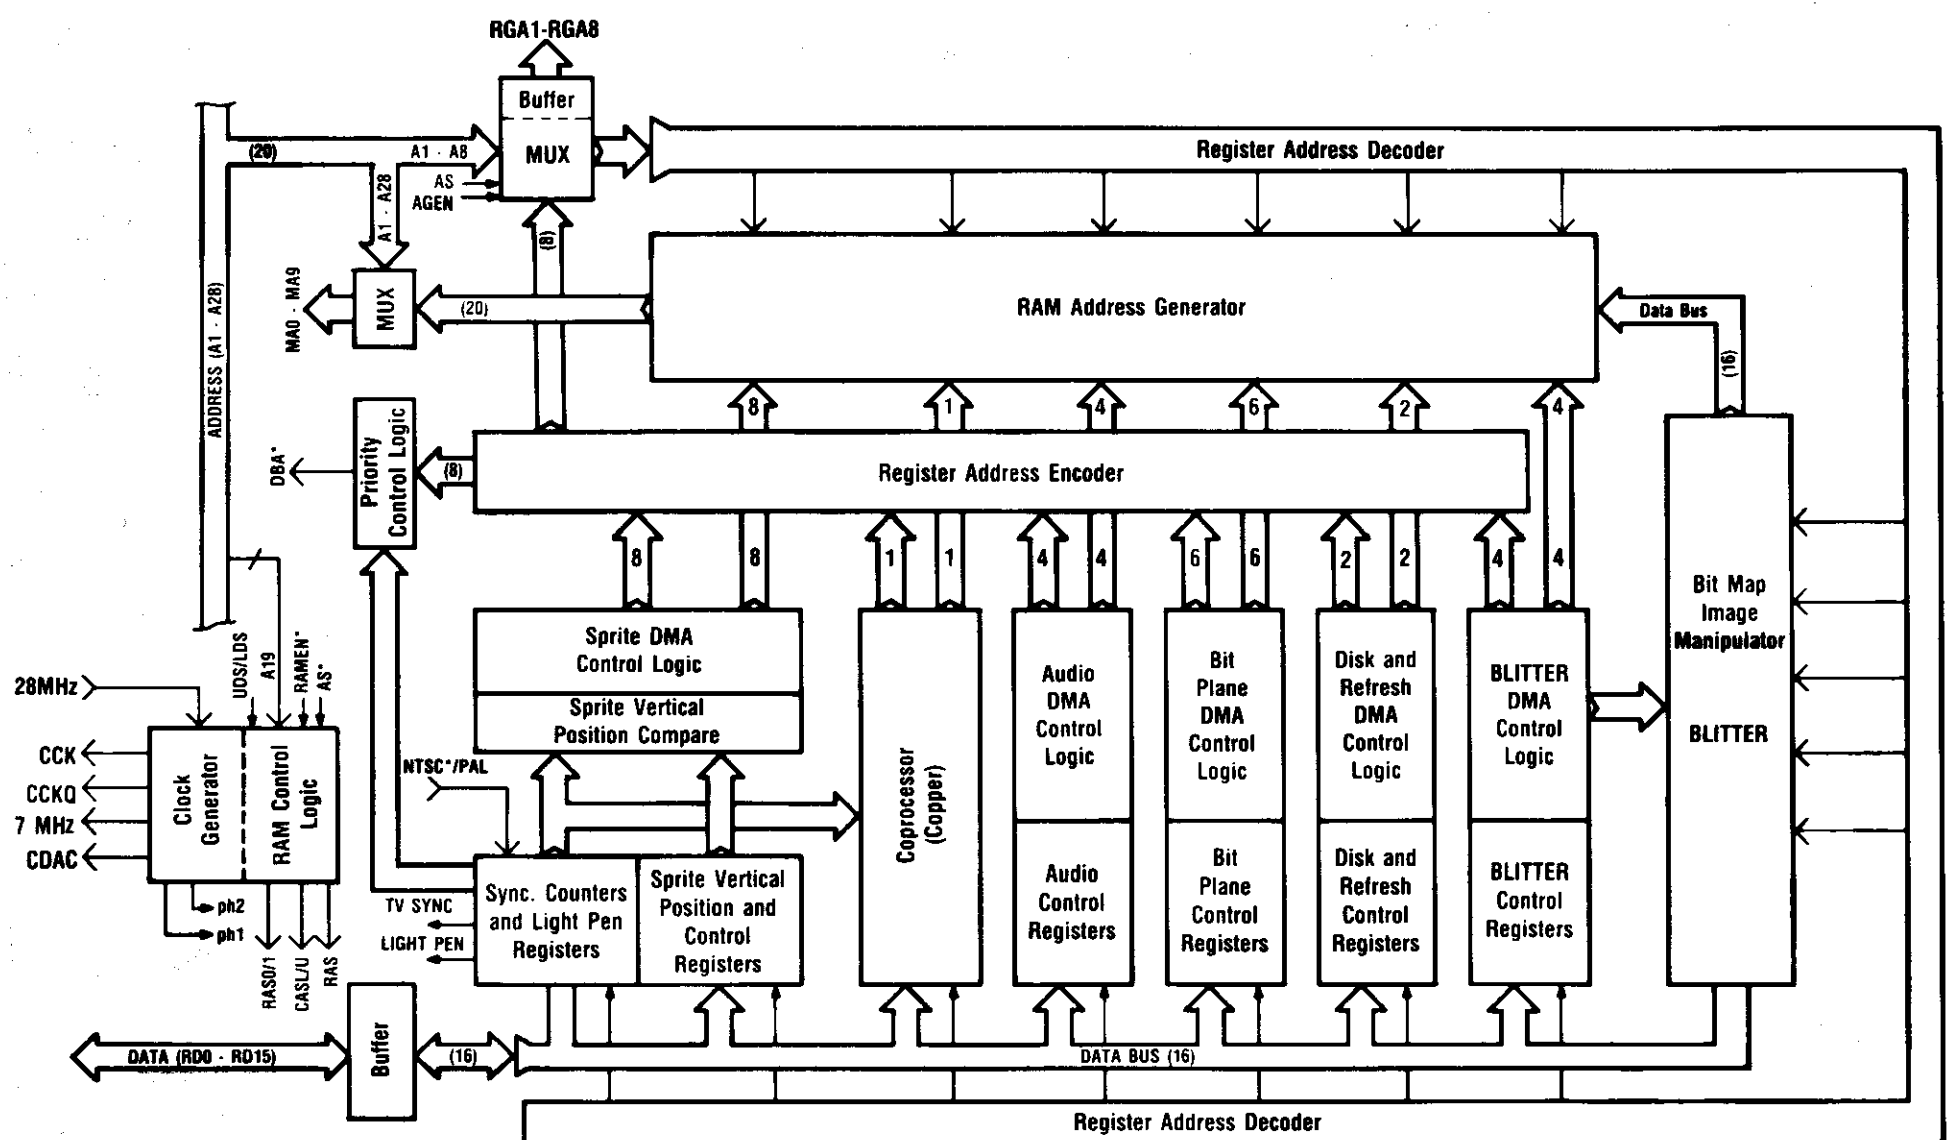 RGA1-RGA8
Buffer
MUX
(20)
A1 - A8
AS
AGEN
A1 - A28
(8)
Register Address Decoder
ADDRESS (A1 - A28)
MA0 - MA9
MUX
(20)
RAM Address Generator
Data Bus
(16)
8
1
4
6
2
4
DBA*
Priority
Control Logic
(8)
Register Address Encoder
8
8
1
1
4
4
6
6
2
2
4
4
Sprite DMA
Control Logic
Sprite Vertical
Position Compare
Coprocessor
(Copper)
Audio
DMA
Control
Logic
Audio
Control
Registers
Bit
Plane
DMA
Control
Logic
Bit
Plane
Control
Registers
Disk and
Refresh
DMA
Control
Logic
Disk and
Refresh
Control
Registers
BLITTER
DMA
Control
Logic
BLITTER
Control
Registers
Bit Map
Image
Manipulator
BLITTER
28MHz
UDS/LDS
A19
RAMEN*
AS*
CCK
CCKQ
7 MHz
CDAC
Clock
Generator
RAM Control
Logic
ph2
ph1
RAS0/1
CASL/U
RAS
NTSC*/PAL
TV SYNC
LIGHT PEN
Sync. Counters
and Light Pen
Registers
Sprite Vertical
Position and
Control
Registers
DATA (RD0 - RD15)
Buffer
(16)
DATA BUS (16)
Register Address Decoder